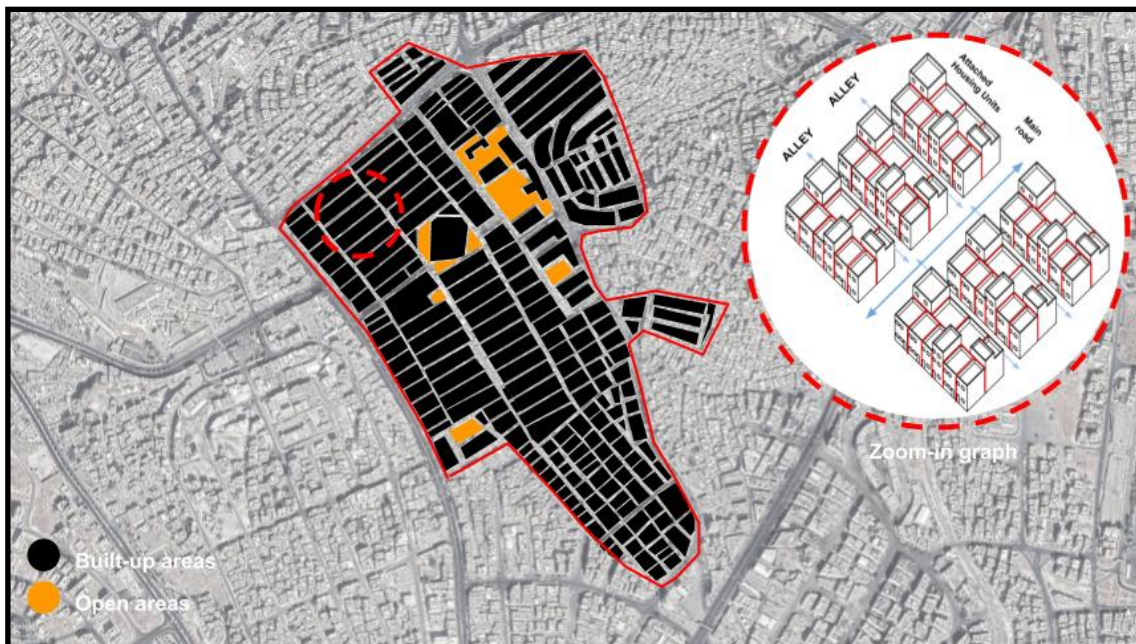 ALLEY
ALLEY
Attached
Housing Units
Main
road
Zoom-in graph
Built-up areas
Open areas